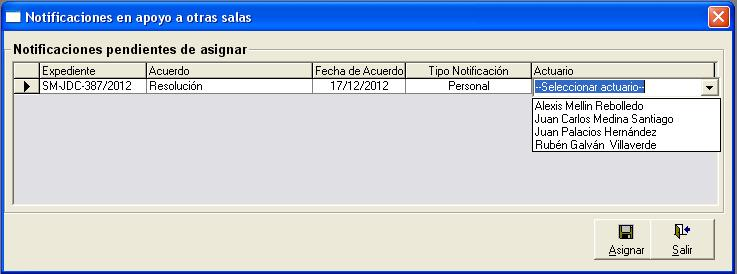 Notificaciones en apoyo a otras salas
Notificaciones pendientes de asignar
Expediente Acuerdo Fecha de Acuerdo Tipo Notificación Actuario
SM-JDC-387/2012 Resolución 17/12/2012 Personal --Seleccionar actuario--
Alexis Mellin Rebolledo
Juan Carlos Medina Santiago
Juan Palacios Hernández
Rubén Galván Villaverde
Asignar Salir